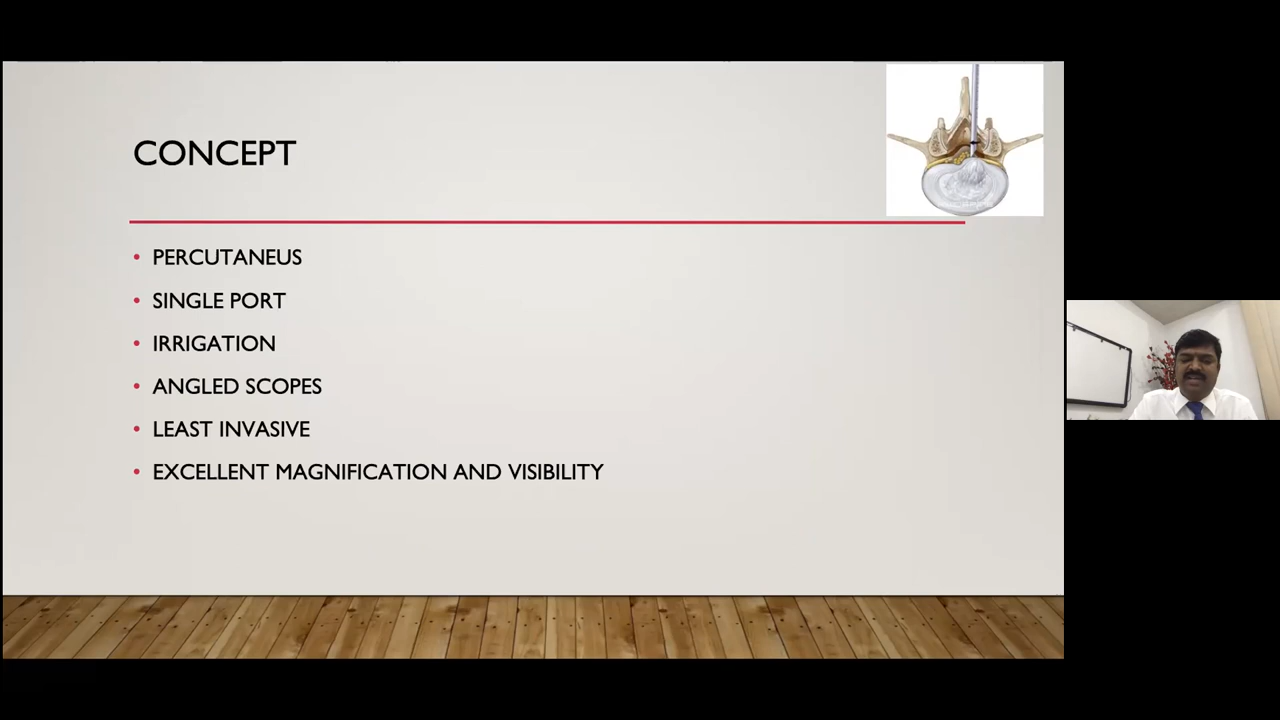 CONCEPT
• PERCUTANEUS
• SINGLE PORT
• IRRIGATION
• ANGLED SCOPES
• LEAST INVASIVE
• EXCELLENT MAGNIFICATION AND VISIBILITY